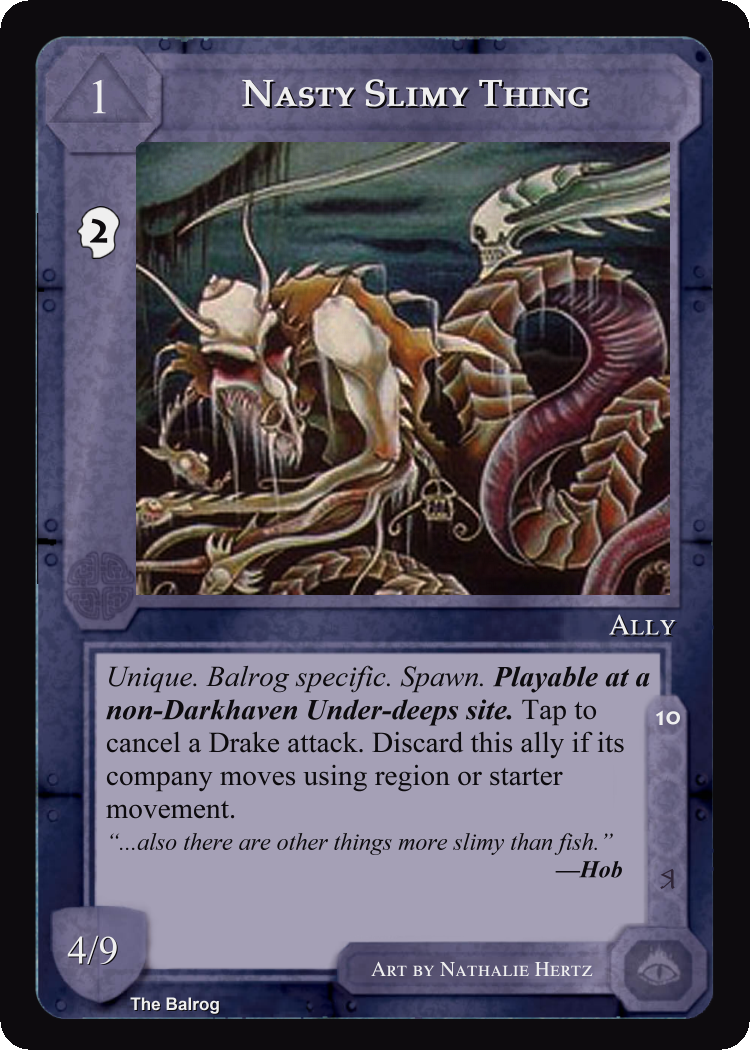 1
Nasty Slimy Thing
2
Ally
Unique. Balrog specific. Spawn. Playable at a
non-Darkhaven Under-deeps site. Tap to
cancel a Drake attack. Discard this ally if its
company moves using region or starter
movement.
“...also there are other things more slimy than fish.”
—Hob
10
4/9
Art by Nathalie Hertz
The Balrog